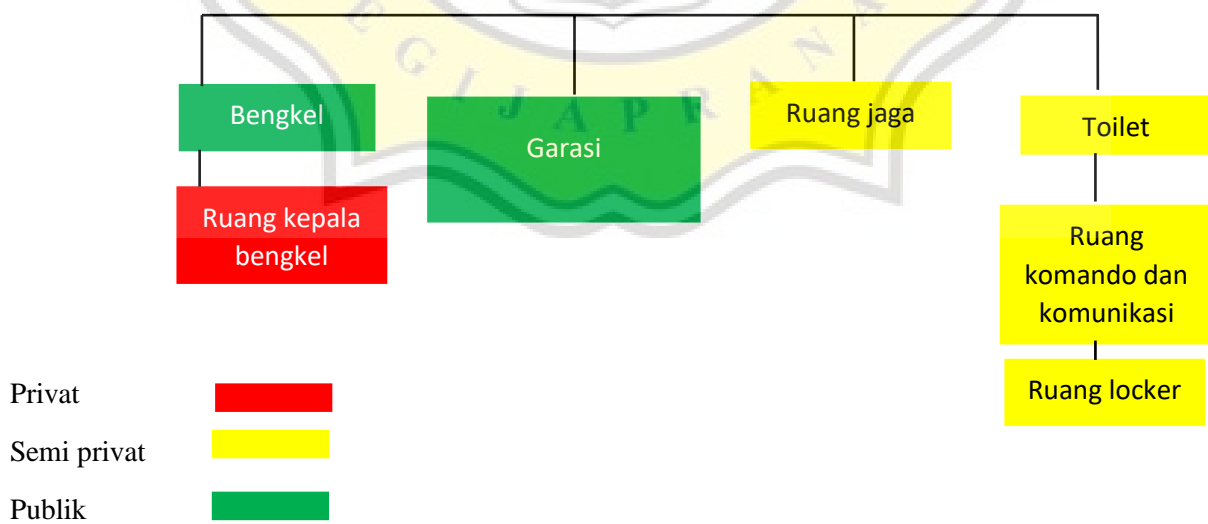 E G I J A P R A N A
Bengkel
Garasi
Ruang jaga
Toilet
Ruang kepala
bengkel
Ruang
komando dan
komunikasi
Ruang locker
Privat
Semi privat
Publik